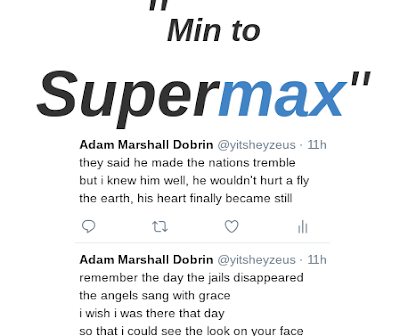 "
Min to
Supermax"
Adam Marshall Dobrin @yitsheyzeus · 11h
they said he made the nations tremble
but i knew him well, he wouldn't hurt a fly
the earth, his heart finally became still
Adam Marshall Dobrin @yitsheyzeus · 11h
remember the day the jails disappeared
the angels sang with grace
i wish i was there that day
so that i could see the look on your face